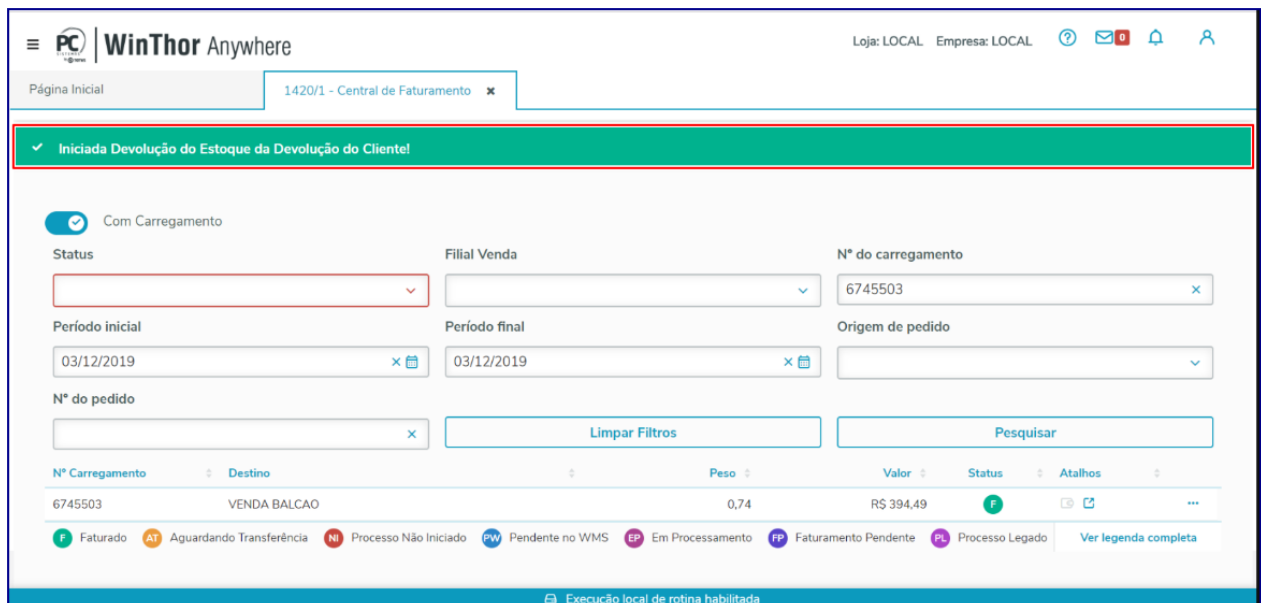 PC | WinThor Anywhere
Loja: LOCAL Empresa: LOCAL 0
Página Inicial 1420/1 - Central de Faturamento
Iniciada Devolução do Estoque da Devolução do Cliente!
Com Carregamento
Status Filial Venda N° do carregamento
6745503
Período inicial Período final Origem de pedido
03/12/2019 03/12/2019
N° do pedido
Limpar Filtros Pesquisar
N° Carregamento Destino Peso Valor Status Atalhos
6745503 VENDA BALCAO 0,74 R$ 394,49 F ...
F Faturado AT Aguardando Transferência NI Processo Não Iniciado PW Pendente no WMS EP Em Processamento FP Faturamento Pendente PL Processo Legado Ver legenda completa
Execução local de rotina habilitada